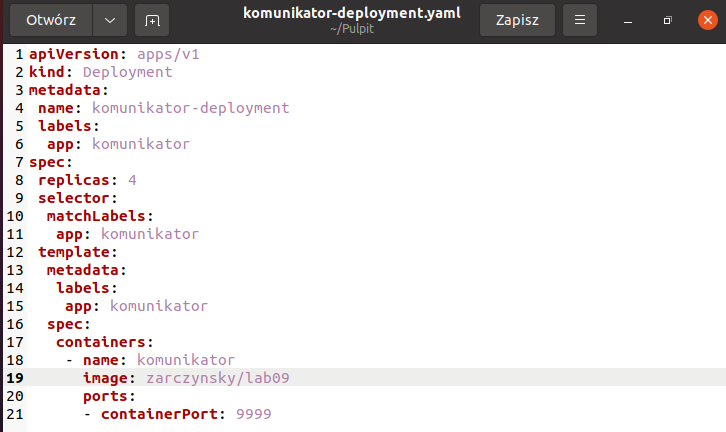 Otwórz
komunikator-deployment.yaml
~/Pulpit
Zapisz
1 apiVersion: apps/v1
2 kind: Deployment
3 metadata:
4  name: komunikator-deployment
5  labels:
6   app: komunikator
7 spec:
8  replicas: 4
9  selector:
10   matchLabels:
11    app: komunikator
12  template:
13   metadata:
14    labels:
15     app: komunikator
16   spec:
17    containers:
18     - name: komunikator
19       image: zarczynsky/lab09
20       ports:
21       - containerPort: 9999